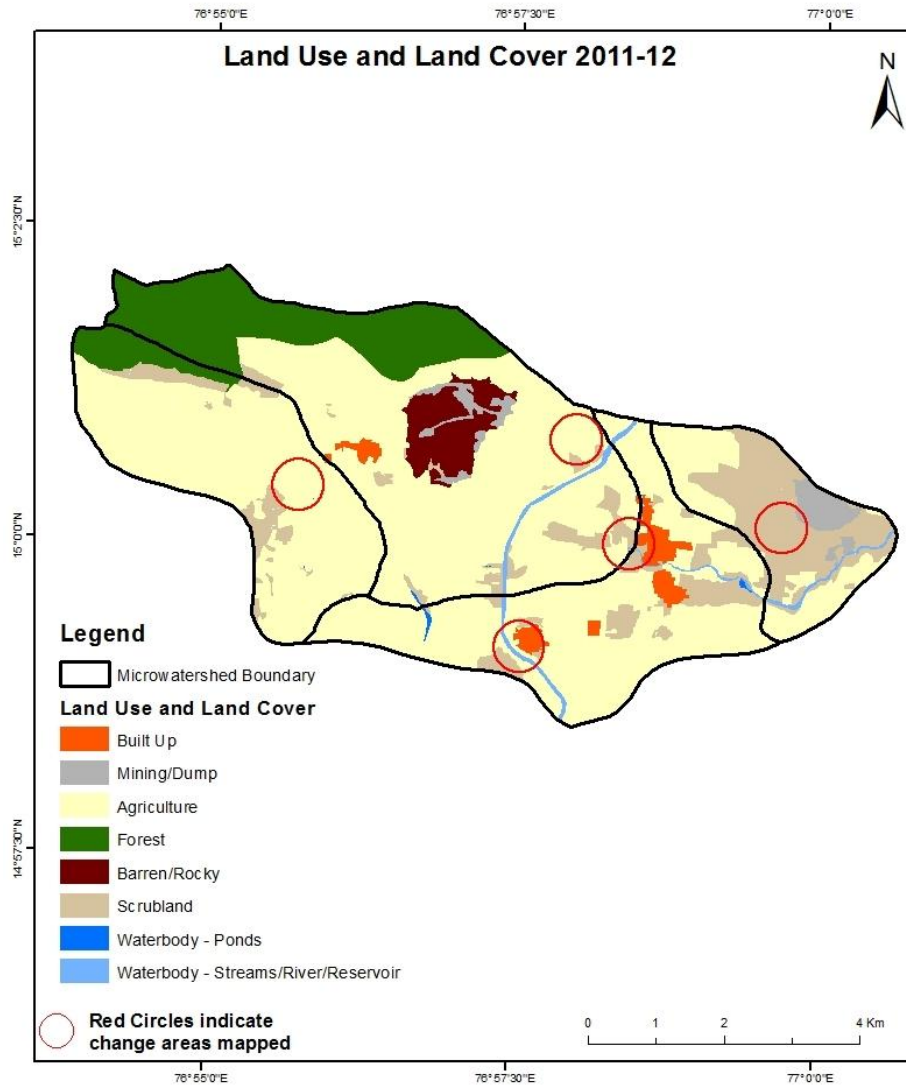 76°55'0"E 76°57'30"E 77°0'0"E
Land Use and Land Cover 2011-12
N
15°2'30"N
15°0'0"N
14°57'30"N
Legend
Microwatershed Boundary
Land Use and Land Cover
Built Up
Mining/Dump
Agriculture
Forest
Barren/Rocky
Scrubland
Waterbody - Ponds
Waterbody - Streams/River/Reservoir
Red Circles indicate
change areas mapped
0 1 2 4 Km
76°55'0"E 76°57'30"E 77°0'0"E